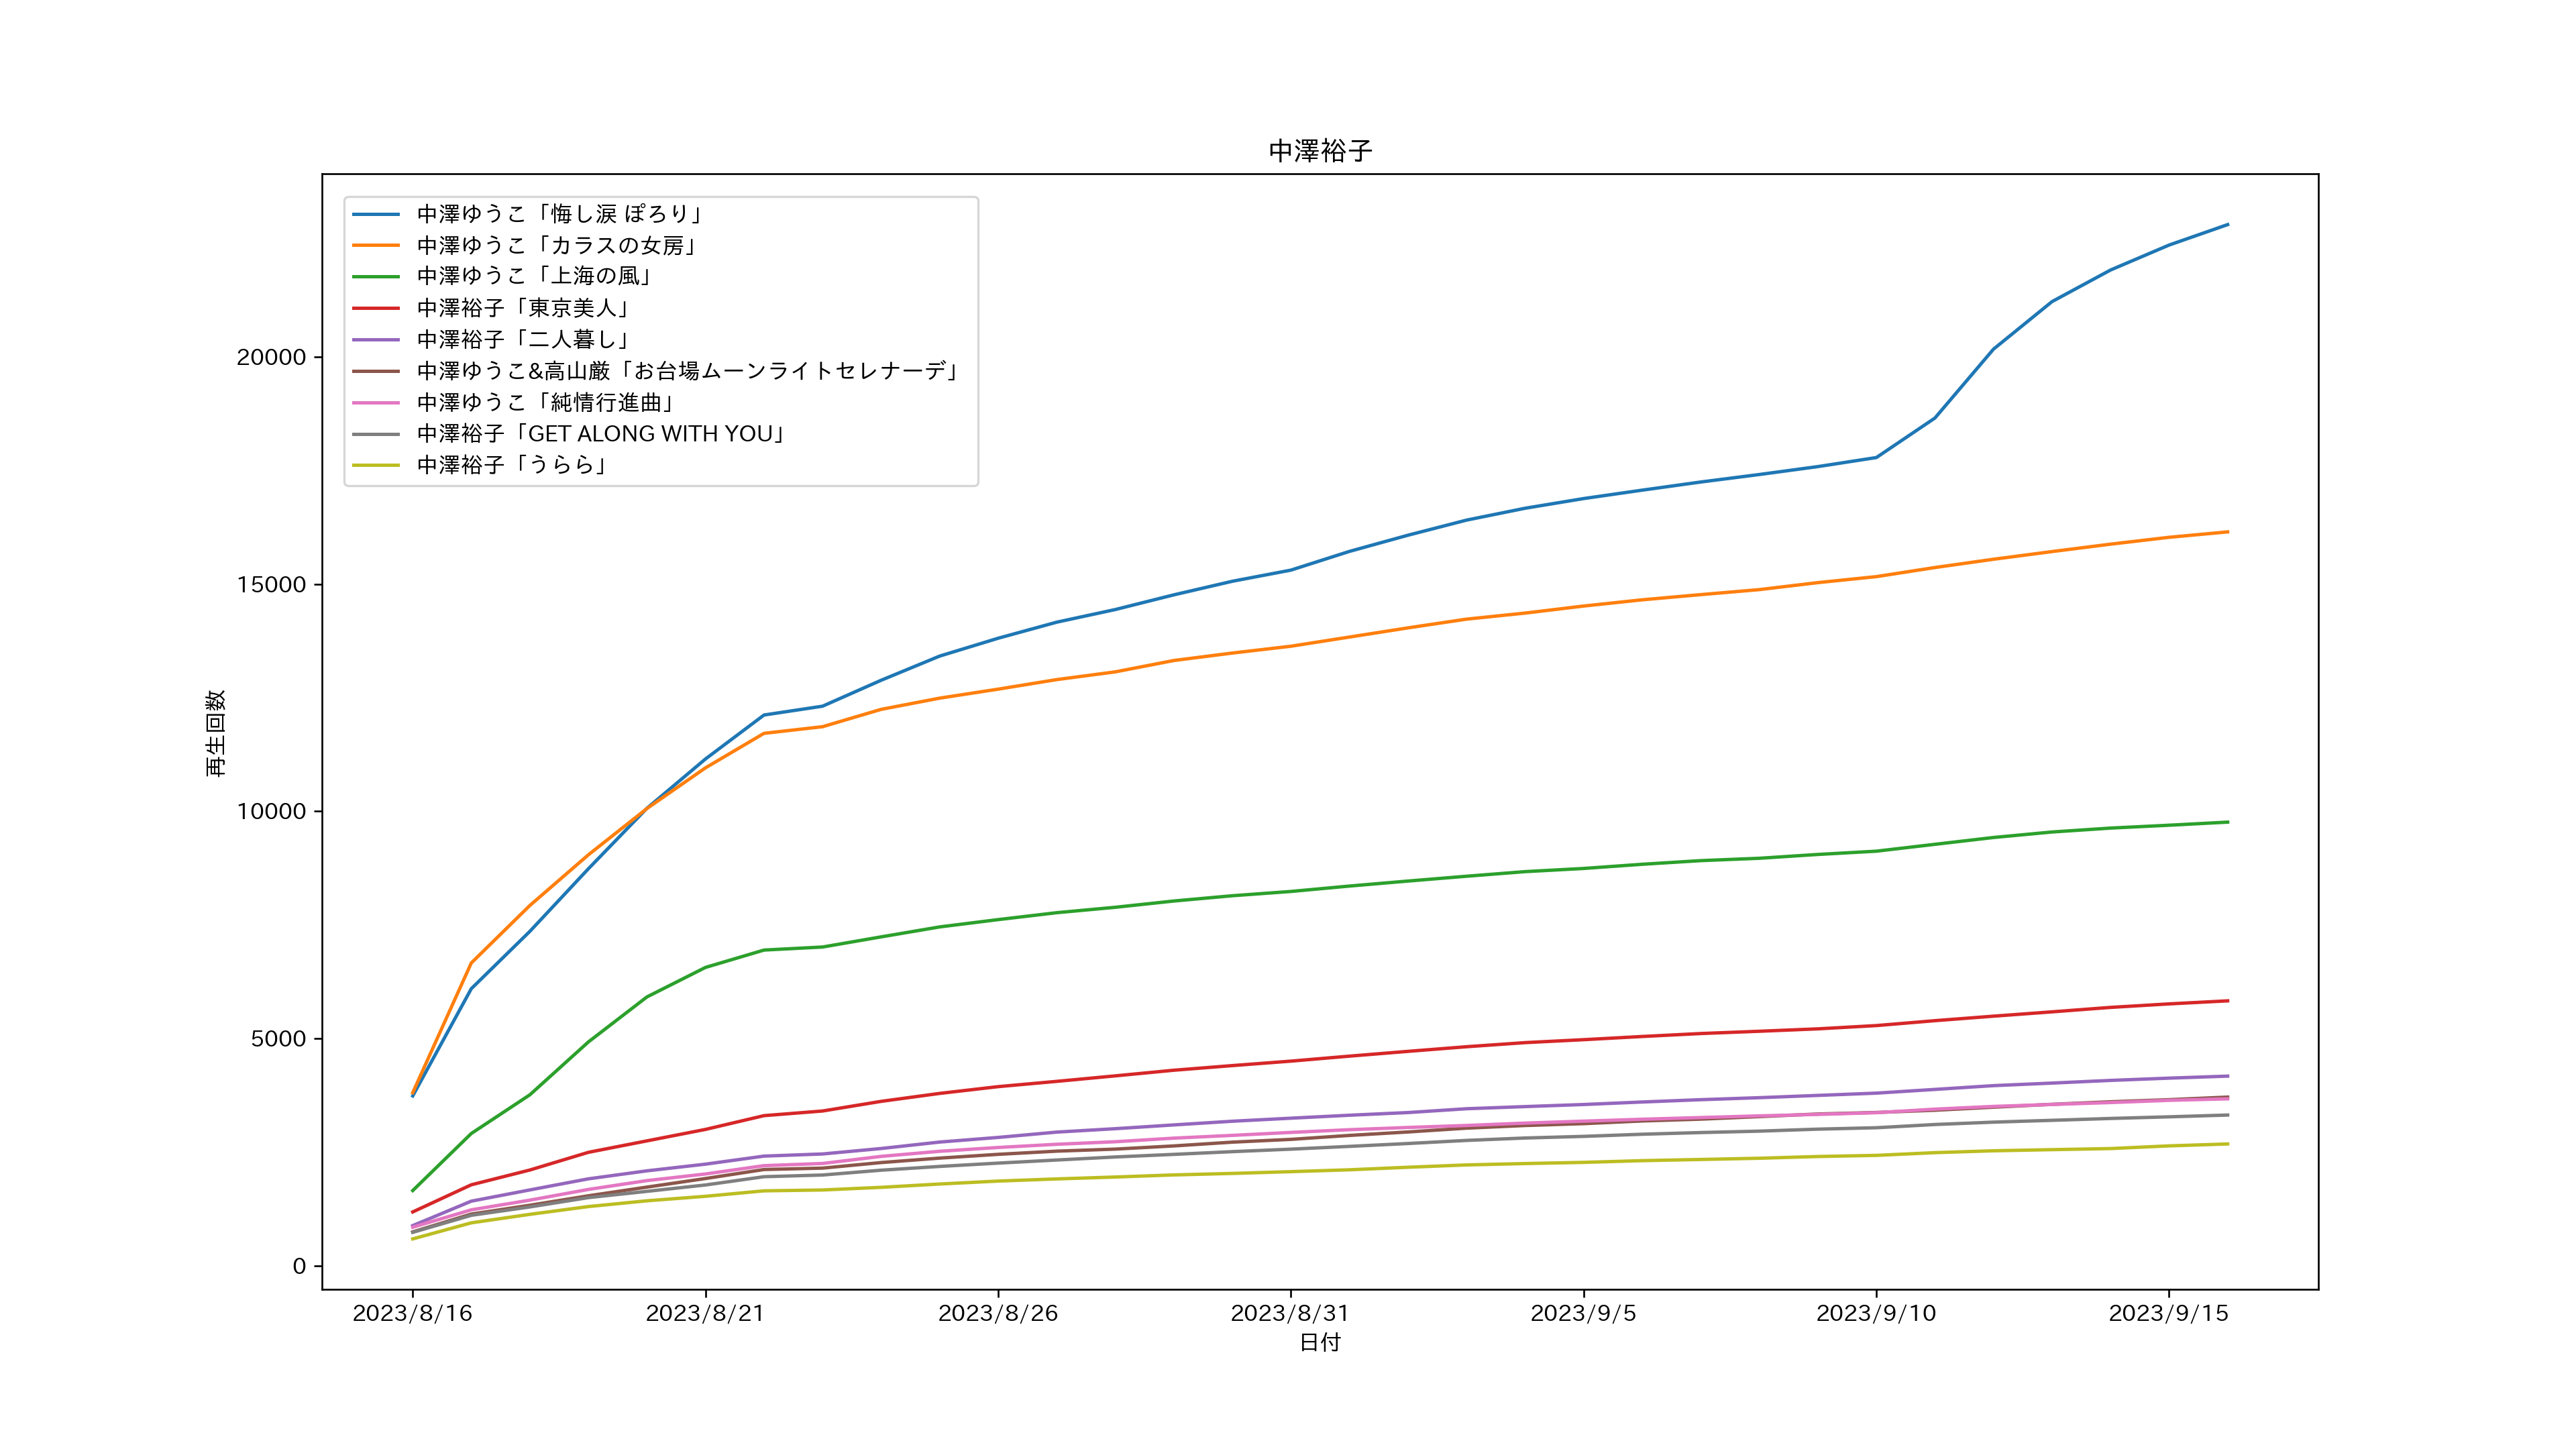 中澤裕子
中澤ゆうこ「悔し涙 ぽろり」
中澤ゆうこ「カラスの女房」
中澤ゆうこ「上海の風」
中澤裕子「東京美人」
中澤裕子「二人暮し」
中澤ゆうこ&高山厳「お台場ムーンライトセレナーデ」
中澤ゆうこ「純情行進曲」
中澤裕子「GET ALONG WITH YOU」
中澤裕子「うらら」
再生回数
20000
15000
10000
5000
0
2023/8/16 2023/8/21 2023/8/26 2023/8/31 2023/9/5 2023/9/10 2023/9/15
日付